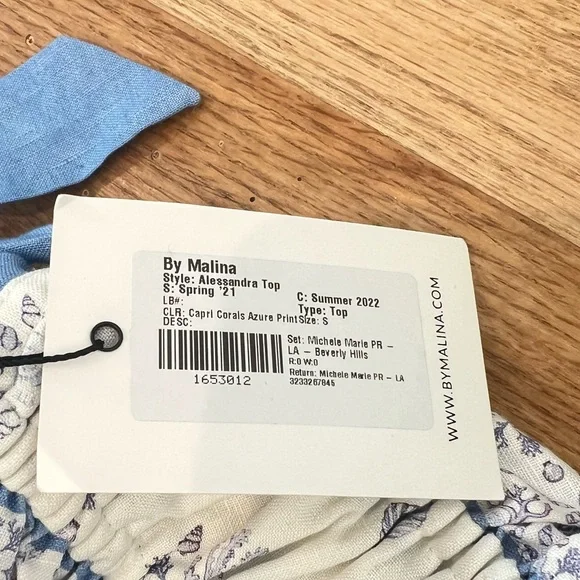 By Malina
Style: Alessandra Top
S: Spring '21 C: Summer 2022
LB#: Type: Top
CLR: Capri Corals Azure Print Size: S
DESC:
Set: Michele Marie PR -
LA - Beverly Hills
R:0 W:0
Return: Michele Marie PR - LA
3233267845
1653012
WWW.BYMALINA.COM